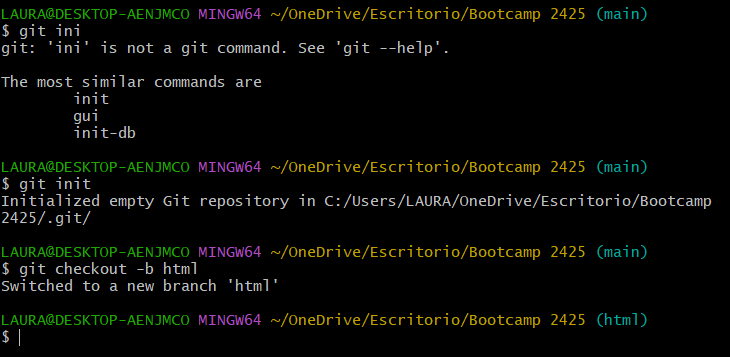 LAURA@DESKTOP-AENJMCO MINGW64 ~/OneDrive/Escritorio/Bootcamp 2425 (main)
$ git ini
git: 'ini' is not a git command. See 'git --help'.
The most similar commands are
init
gui
init-db
LAURA@DESKTOP-AENJMCO MINGW64 ~/OneDrive/Escritorio/Bootcamp 2425 (main)
$ git init
Initialized empty Git repository in C:/Users/LAURA/OneDrive/Escritorio/Bootcamp
2425/.git/
LAURA@DESKTOP-AENJMCO MINGW64 ~/OneDrive/Escritorio/Bootcamp 2425 (main)
$ git checkout -b html
Switched to a new branch 'html'
LAURA@DESKTOP-AENJMCO MINGW64 ~/OneDrive/Escritorio/Bootcamp 2425 (html)
$